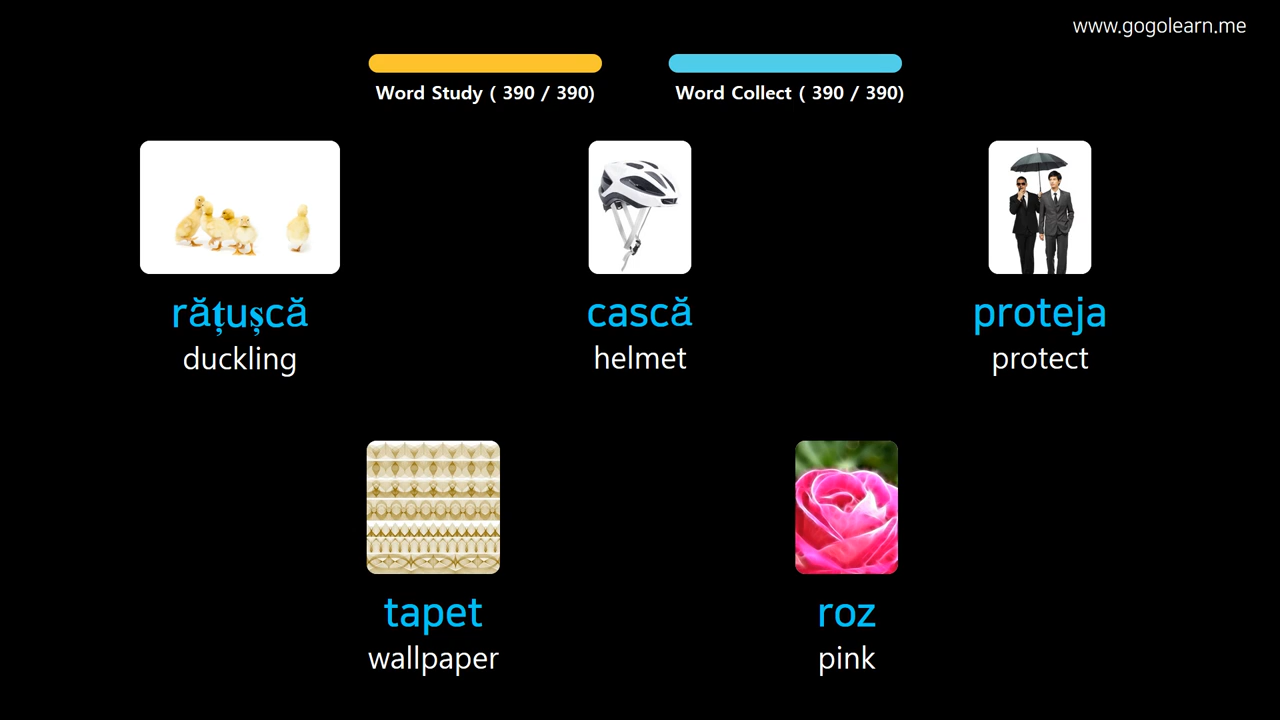 www.gogolearn.me
Word Study ( 390 / 390)
Word Collect ( 390 / 390)
rățușcă
duckling
cască
helmet
proteja
protect
tapet
wallpaper
roz
pink